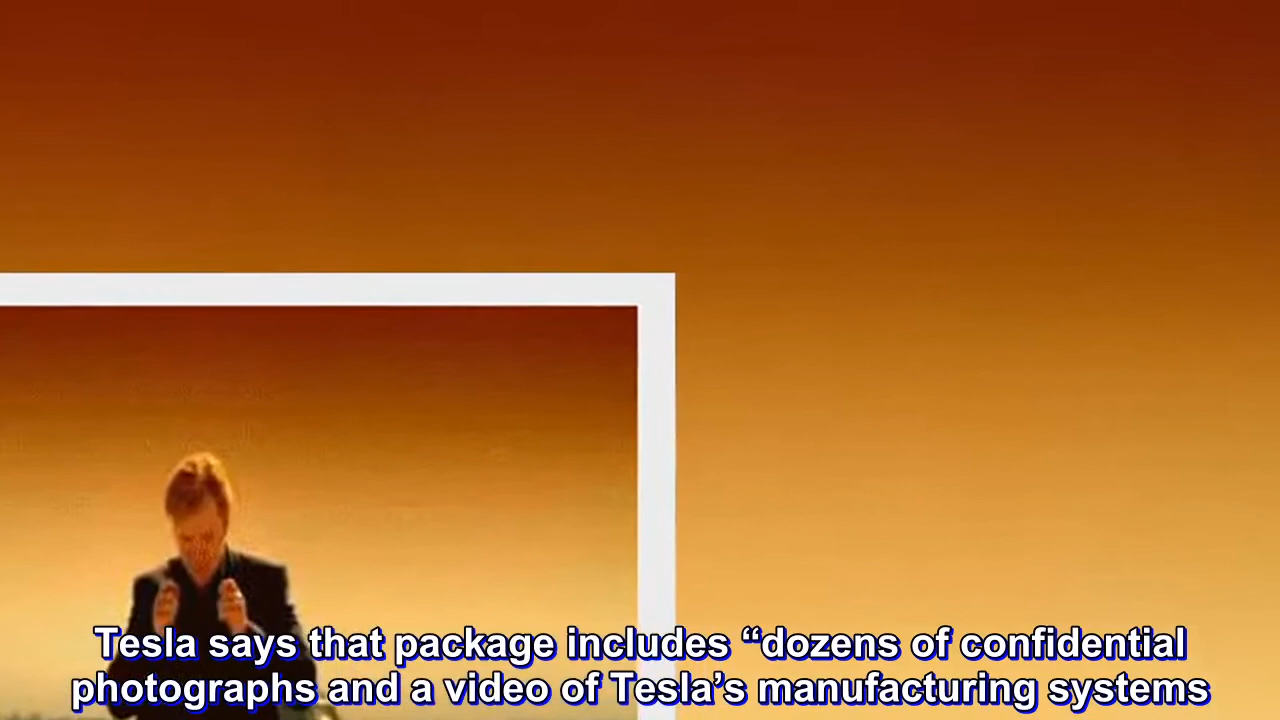 Tesla says that package includes “dozens of confidential
photographs and a video of Tesla’s manufacturing systems